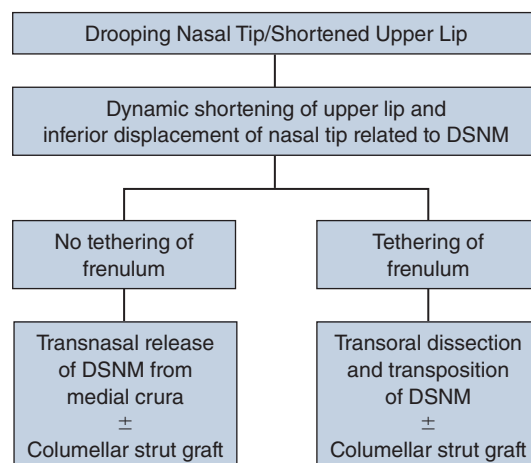 Drooping Nasal Tip/Shortened Upper Lip
Dynamic shortening of upper lip and
inferior displacement of nasal tip related to DSNM
No tethering of
frenulum
Tethering of
frenulum
Transnasal release
of DSNM from
medial crura
±
Columellar strut graft
Transoral dissection
and transposition
of DSNM
±
Columellar strut graft